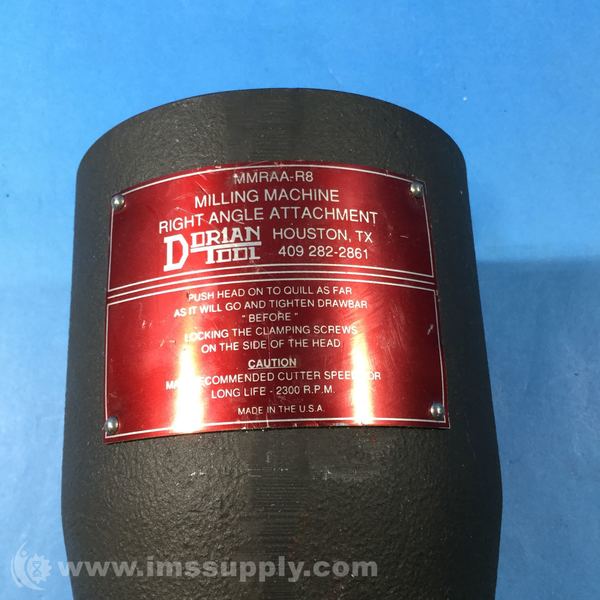 MMRAA-R8
MILLING MACHINE
RIGHT ANGLE ATTACHMENT
DORIAN TOOL HOUSTON, TX
409 282-2861
PUSH HEAD ON TO QUILL AS FAR
AS IT WILL GO AND TIGHTEN DRAWBAR
"BEFORE"
LOCKING THE CLAMPING SCREWS
ON THE SIDE OF THE HEAD
CAUTION
MAX RECOMMENDED CUTTER SPEED FOR
LONG LIFE - 2300 R.P.M.
MADE IN THE U.S.A.
www.imssupply.com